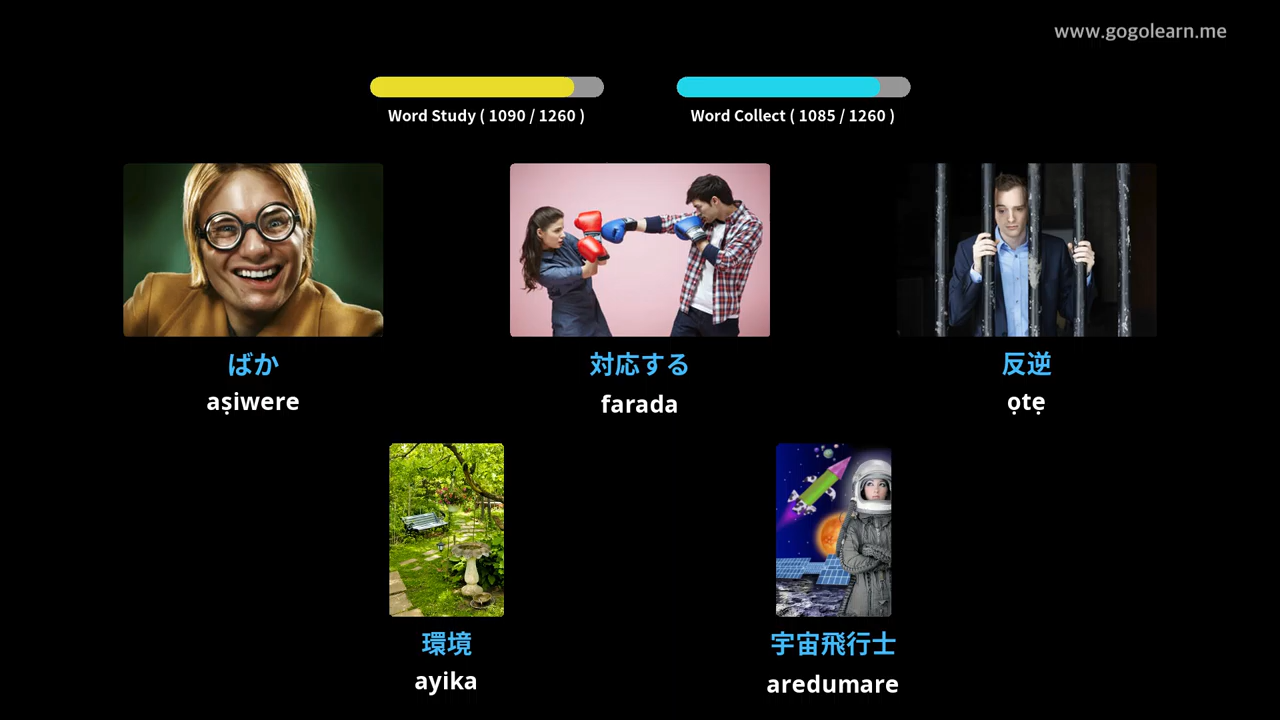 www.gogolearn.me
Word Study ( 1090 / 1260 )
Word Collect ( 1085 / 1260 )
ばか
aṣiwere
対応する
farada
反逆
ọtẹ
環境
ayika
宇宙飛行士
aredumare